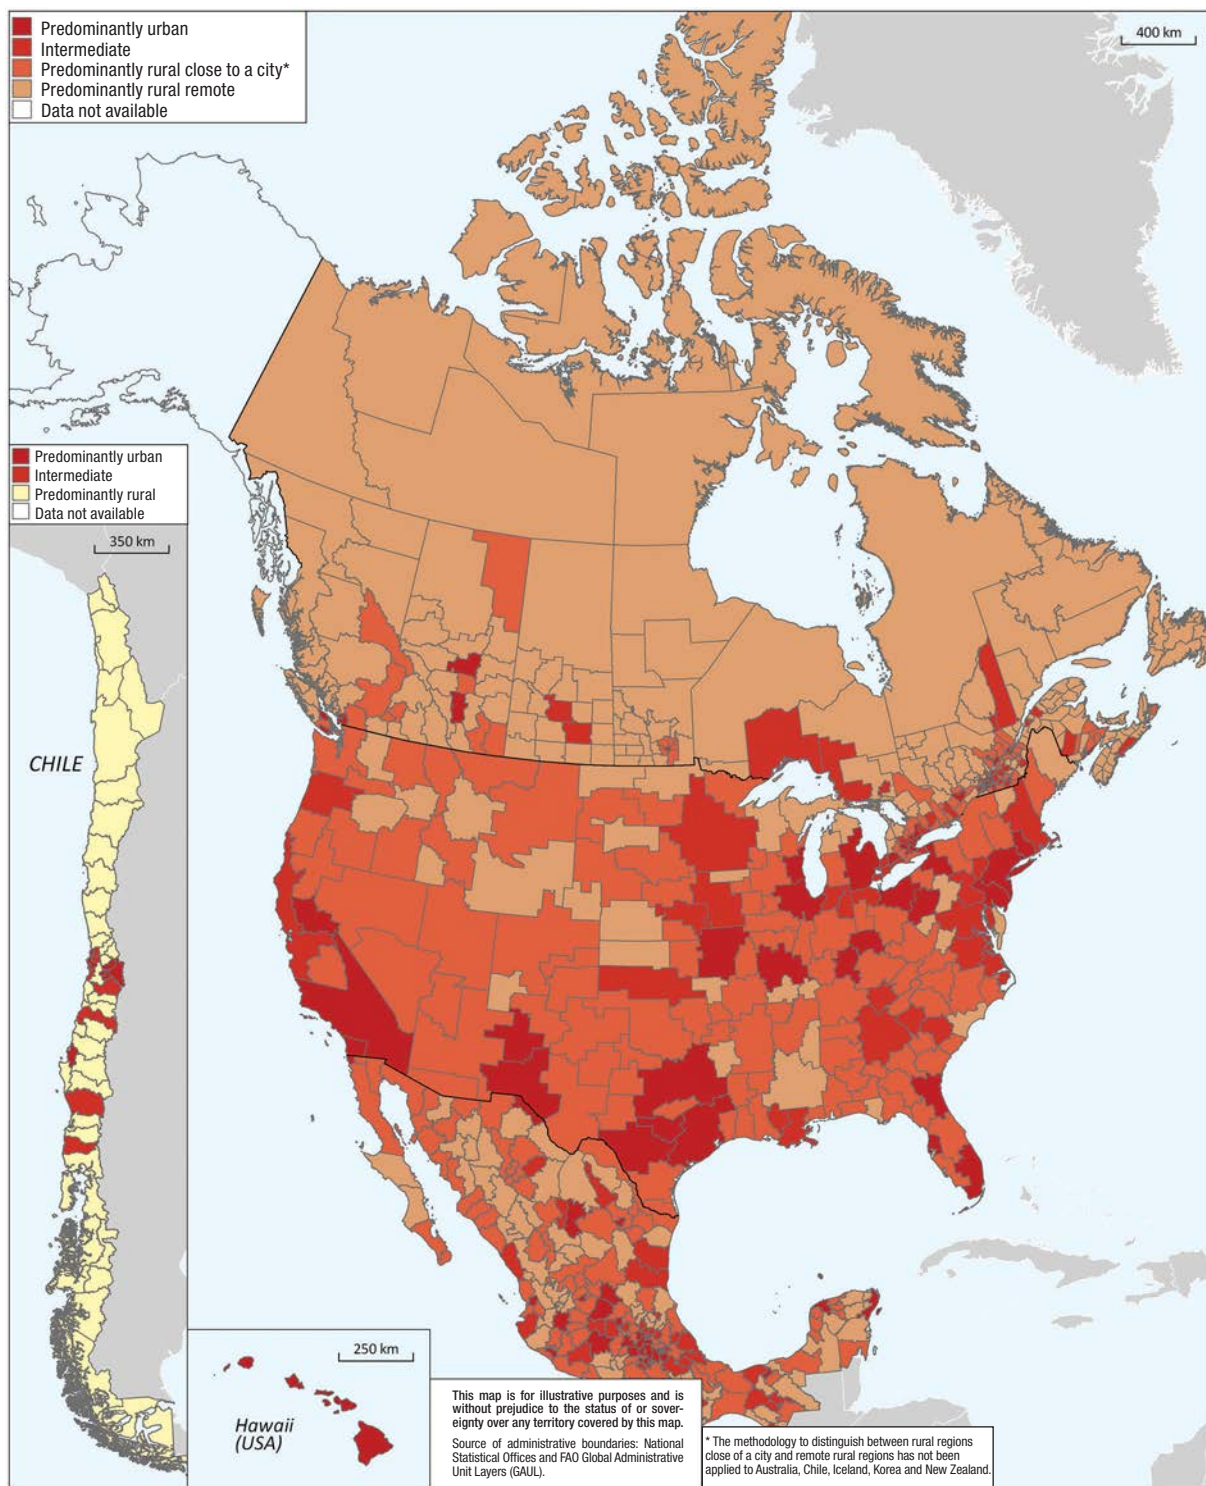 Predominantly urban
Intermediate
Predominantly rural close to a city*
Predominantly rural remote
Data not available
400 km
Predominantly urban
Intermediate
Predominantly rural
Data not available
350 km
CHILE
250 km
Hawaii
(USA)
This map is for illustrative purposes and is
without prejudice to the status of or sover-
eignty over any territory covered by this map.
Source of administrative boundaries: National
Statistical Offices and FAO Global Administrative
Unit Layers (GAUL).
* The methodology to distinguish between rural regions
close of a city and remote rural regions has not been
applied to Australia, Chile, Iceland, Korea and New Zealand.